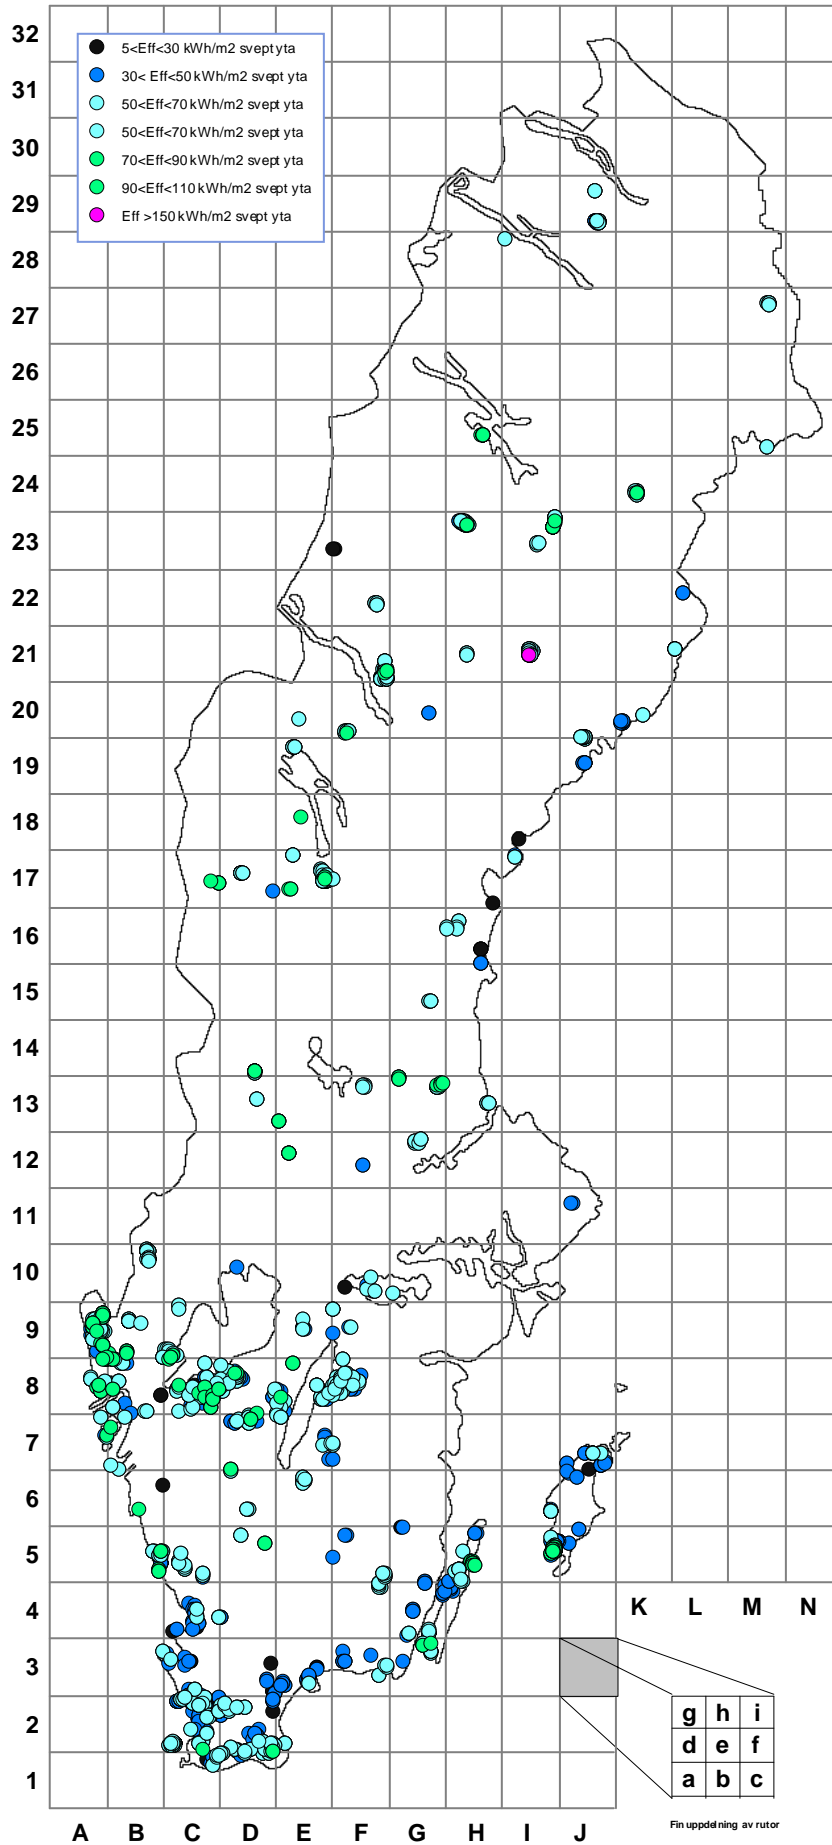 32
31
30
29
28
27
26
25
24
23
22
21
20
19
18
17
16
15
14
13
12
11
10
9
8
7
6
5
4
3
2
1
5<Eff<30 kWh/m2 svept yta
30< Eff<50 kWh/m2 svept yta
50<Eff<70 kWh/m2 svept yta
50<Eff<70 kWh/m2 svept yta
70<Eff<90 kWh/m2 svept yta
90<Eff<110 kWh/m2 svept yta
Eff >150 kWh/m2 svept yta
K L M N
g h i
d e f
a b c
Fin uppdelning av rutor
A B C D E F G H I J